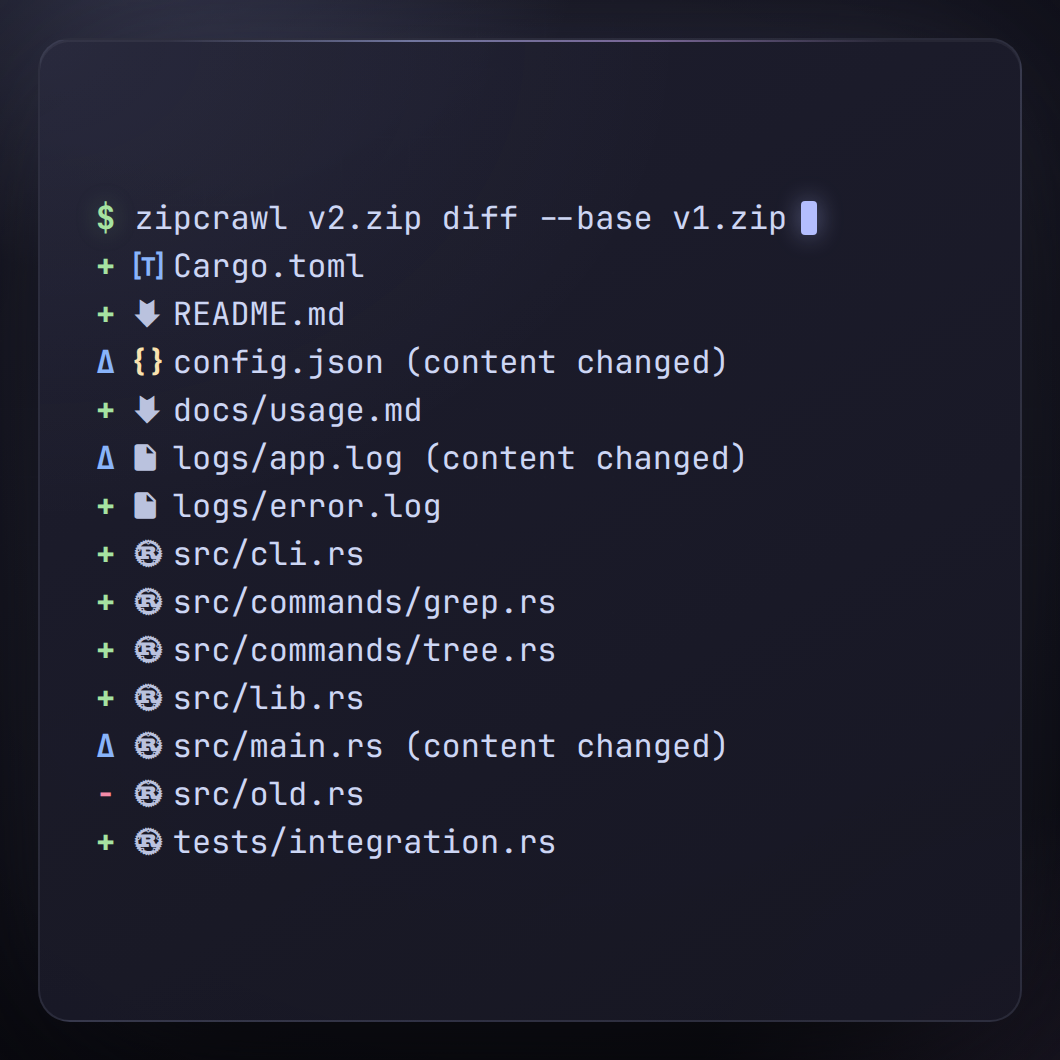 $ zipcrawl v2.zip diff --base v1.zip
+ [T] Cargo.toml
+ README.md
Δ {} config.json (content changed)
+ docs/usage.md
Δ logs/app.log (content changed)
+ logs/error.log
+ R src/cli.rs
+ R src/commands/grep.rs
+ R src/commands/tree.rs
+ R src/lib.rs
Δ R src/main.rs (content changed)
- R src/old.rs
+ R tests/integration.rs